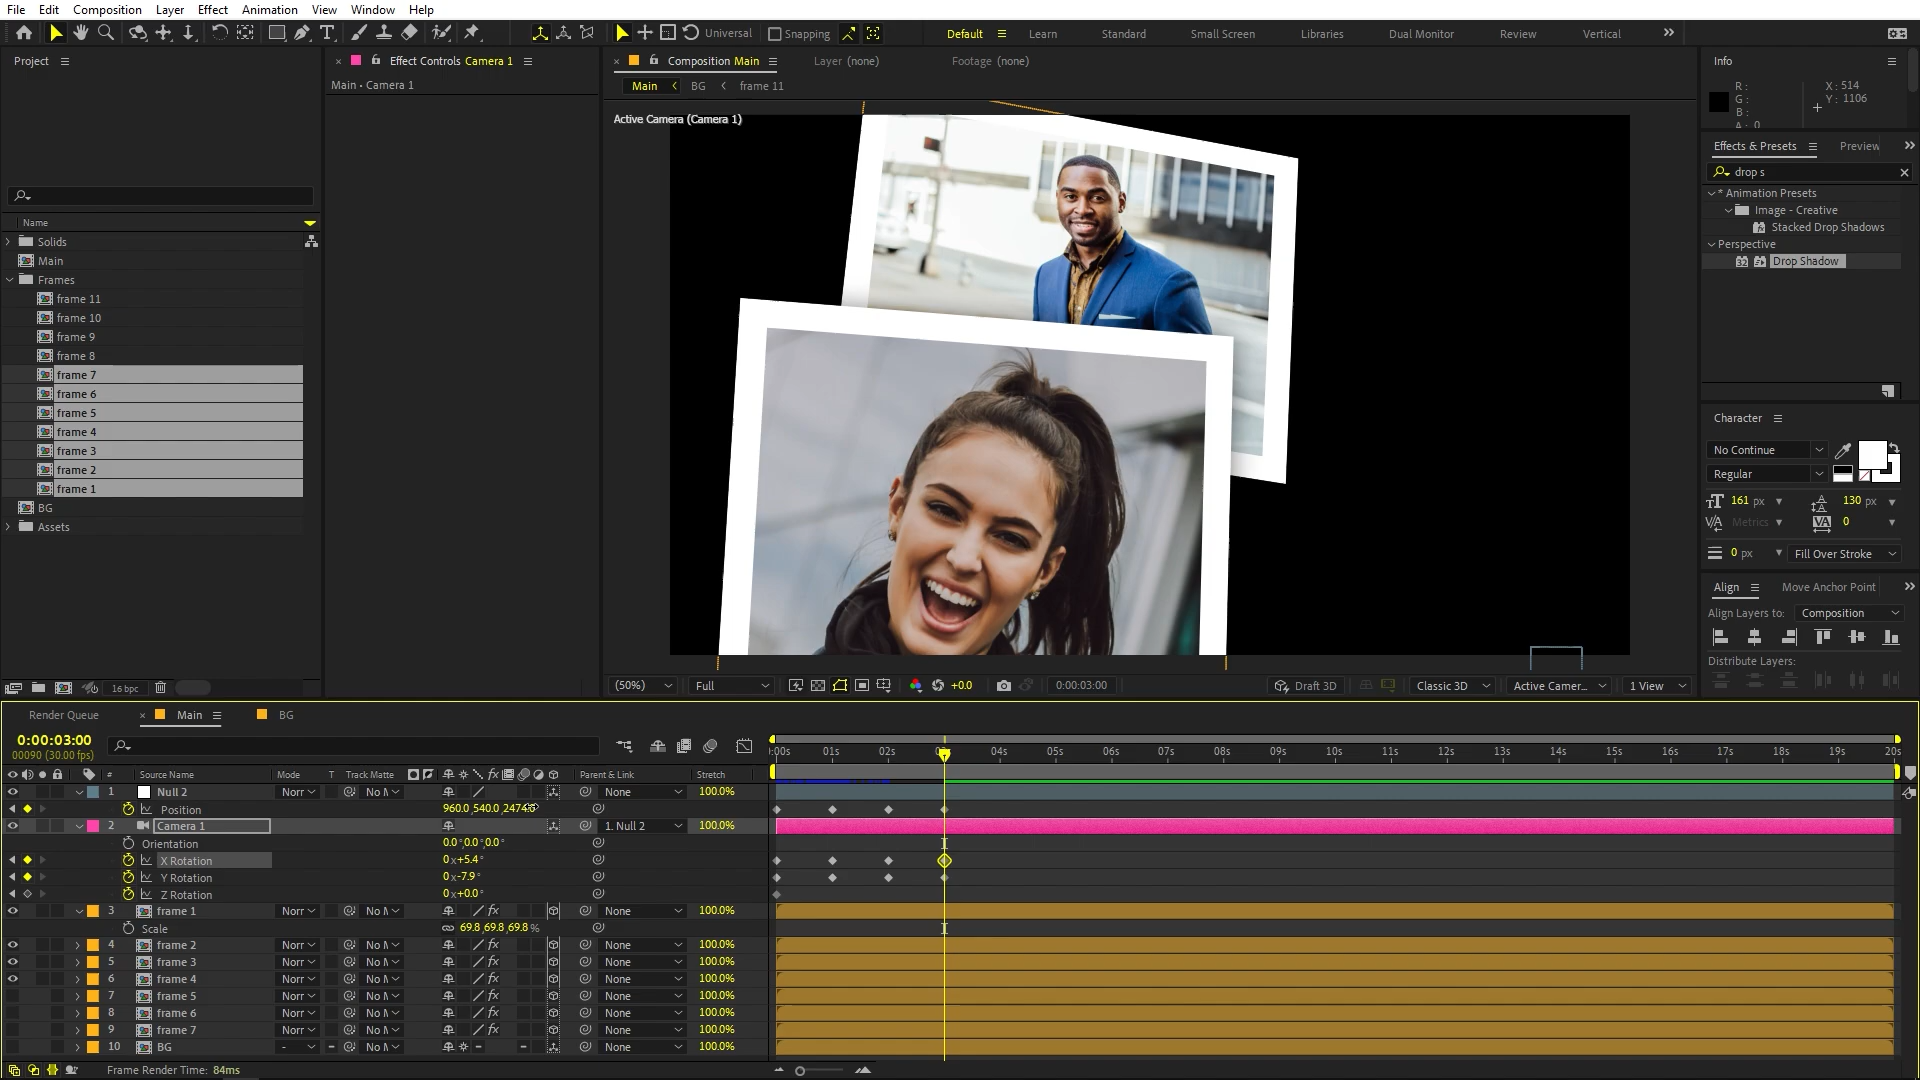 File Edit Composition Layer Effect Animation View Window Help
Universal Snapping Default Learn Standard Small Screen Libraries Dual Monitor Review Vertical
Project
Name
Solids
Main
Frames
frame 11
frame 10
frame 9
frame 8
frame 7
frame 6
frame 5
frame 4
frame 3
frame 2
frame 1
BG
Assets
16 bpc
Effect Controls Camera 1
Main • Camera 1
Composition Main Layer (none) Footage (none)
Main BG frame 11
Active Camera (Camera 1)
(50%) Full +0.0 0:00:03:00 Draft 3D Classic 3D Active Camer... 1 View
Info
R: X: 514
G: Y: 1106
B:
A: 0
Effects & Presets Preview
drop s
* Animation Presets
Image - Creative
Stacked Drop Shadows
Perspective
32 Drop Shadow
Character
No Continue
Regular
161 px 130 px
Metrics 0
0 px Fill Over Stroke
Align Move Anchor Point
Align Layers to: Composition
Distribute Layers:
Render Queue Main BG
0:00:03:00
00090 (30.00 fps)
:00s 01s 02s 04s 05s 06s 07s 08s 09s 10s 11s 12s 13s 14s 15s 16s 17s 18s 19s 20s
# Source Name Mode T Track Matte Parent & Link Stretch
1 Null 2 Norr No M None 100.0%
Position
2 Camera 1 1. Null 2 100.0%
Orientation 0.0°,0.0°,0.0°
X Rotation 0x+5.4°
Y Rotation 0x-7.9°
Z Rotation 0x+0.0°
3 frame 1 Norr No M fx None 100.0%
Scale 69.8,69.8,69.8%
4 frame 2 Norr No M fx None 100.0%
5 frame 3 Norr No M fx None 100.0%
6 frame 4 Norr No M fx None 100.0%
7 frame 5 Norr No M fx None 100.0%
8 frame 6 Norr No M fx None 100.0%
9 frame 7 Norr No M fx None 100.0%
10 BG - No M None 100.0%
Frame Render Time: 84ms